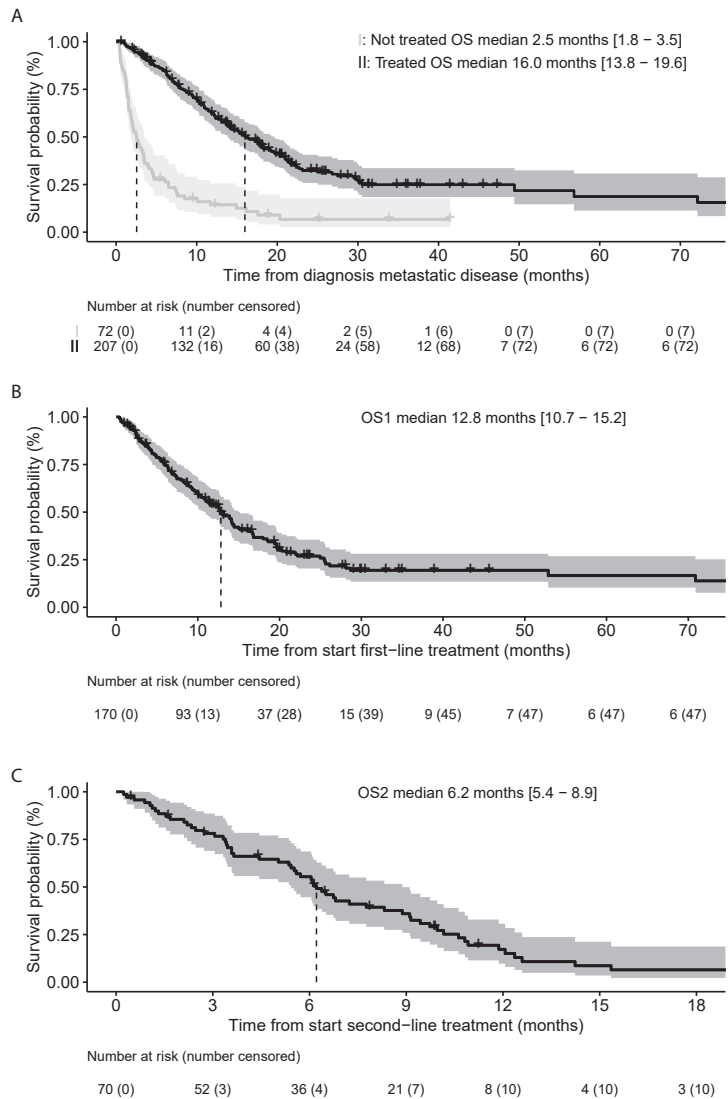 A
Survival probability (%)
1.00
0.75
0.50
0.25
0.00
|: Not treated OS median 2.5 months [1.8 − 3.5]
II: Treated OS median 16.0 months [13.8 − 19.6]
0 10 20 30 40 50 60 70
Time from diagnosis metastatic disease (months)
Number at risk (number censored)
| 72 (0) 11 (2) 4 (4) 2 (5) 1 (6) 0 (7) 0 (7) 0 (7)
II 207 (0) 132 (16) 60 (38) 24 (58) 12 (68) 7 (72) 6 (72) 6 (72)
B
Survival probability (%)
1.00
0.75
0.50
0.25
0.00
OS1 median 12.8 months [10.7 − 15.2]
0 10 20 30 40 50 60 70
Time from start first−line treatment (months)
Number at risk (number censored)
170 (0) 93 (13) 37 (28) 15 (39) 9 (45) 7 (47) 6 (47) 6 (47)
C
Survival probability (%)
1.00
0.75
0.50
0.25
0.00
OS2 median 6.2 months [5.4 − 8.9]
0 3 6 9 12 15 18
Time from start second−line treatment (months)
Number at risk (number censored)
70 (0) 52 (3) 36 (4) 21 (7) 8 (10) 4 (10) 3 (10)